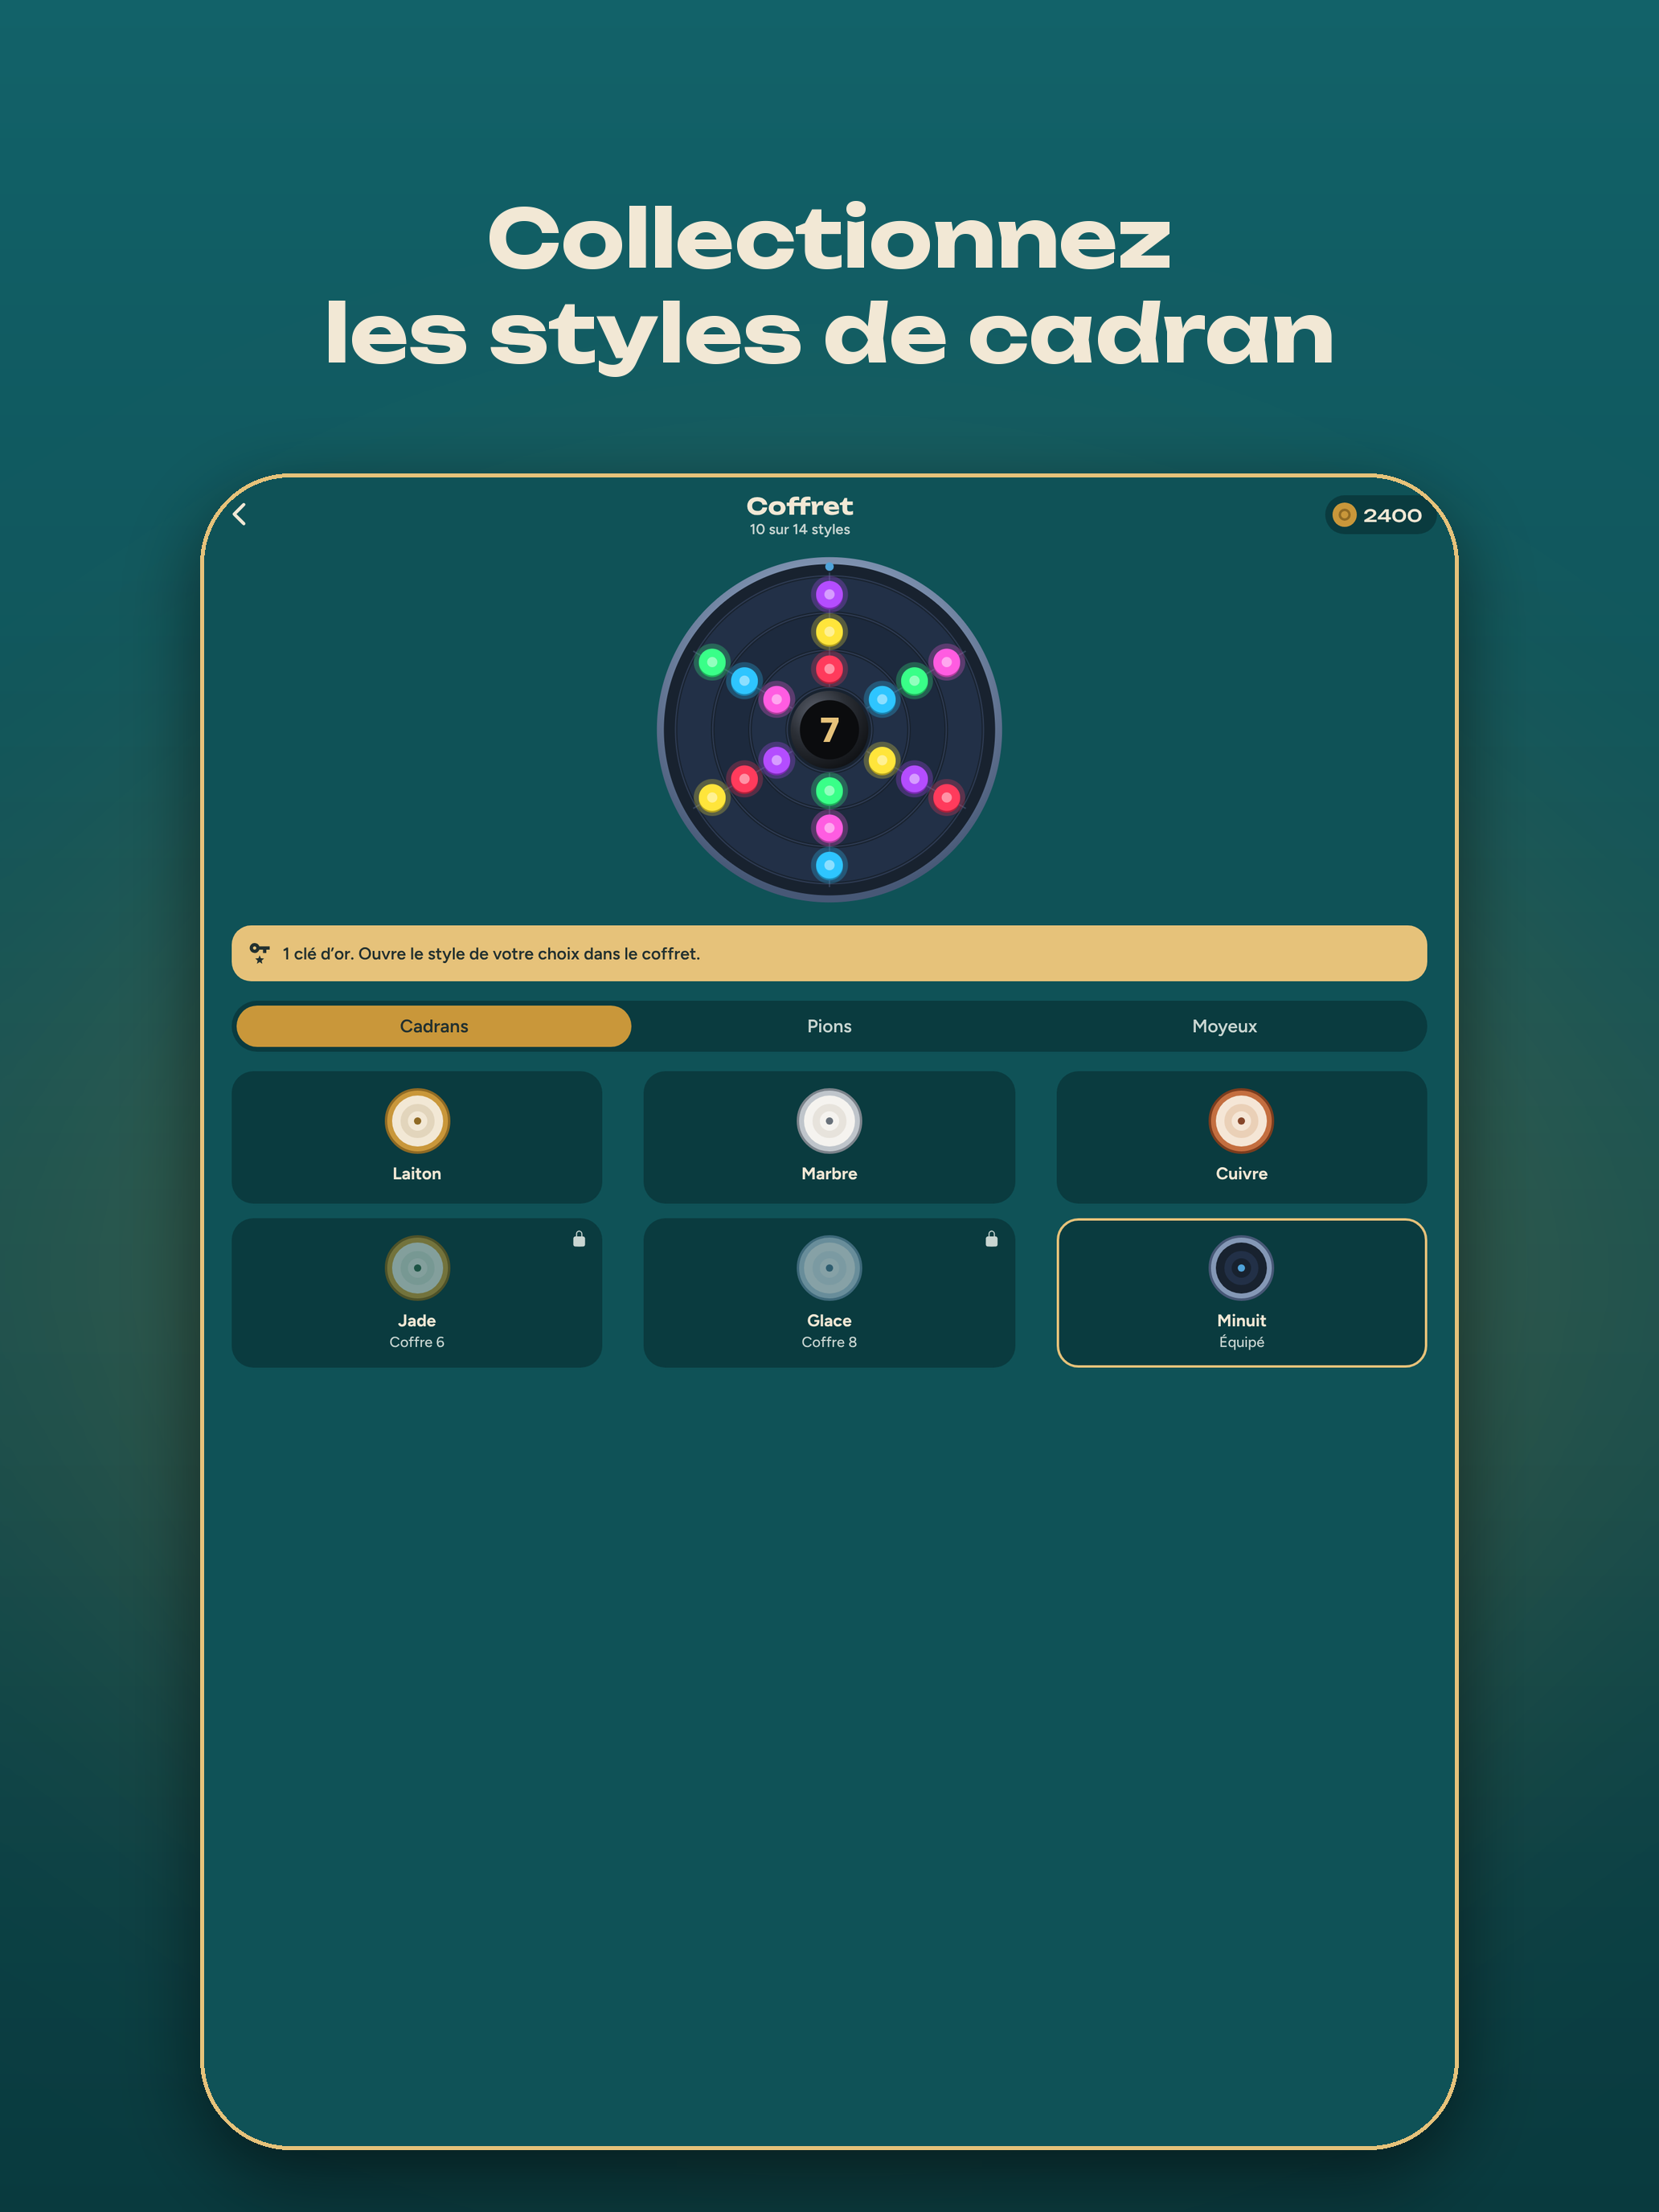 Collectionnez
les styles de cadran
Coffret
10 sur 14 styles
2400
7
1 clé d’or. Ouvre le style de votre choix dans le coffret.
Cadrans
Pions
Moyeux
Laiton
Marbre
Cuivre
Jade
Coffre 6
Glace
Coffre 8
Minuit
Équipé